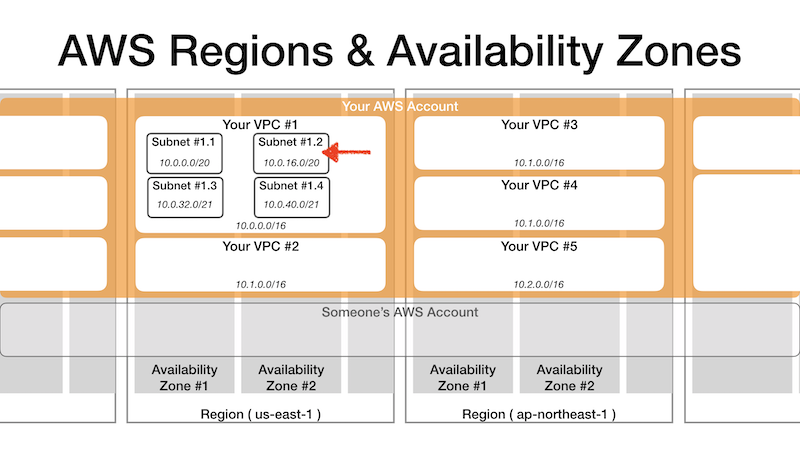 AWS Regions & Availability Zones
Your AWS Account
Your VPC #1
Subnet #1.1
10.0.0.0/20
Subnet #1.2
10.0.16.0/20
Subnet #1.3
10.0.32.0/21
Subnet #1.4
10.0.40.0/21
10.0.0.0/16
Your VPC #2
10.1.0.0/16
Your VPC #3
10.1.0.0/16
Your VPC #4
10.1.0.0/16
Your VPC #5
10.2.0.0/16
Someone's AWS Account
Availability
Zone #1
Availability
Zone #2
Region ( us-east-1 )
Availability
Zone #1
Availability
Zone #2
Region ( ap-northeast-1 )